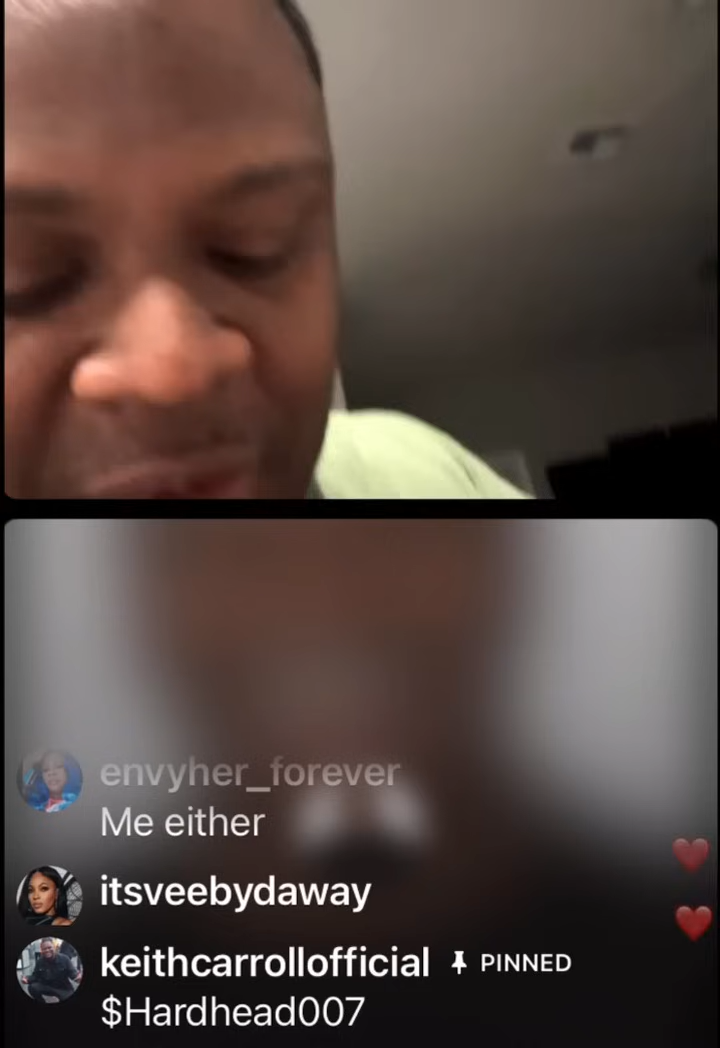 envyher_forever
Me either
itsveebydaway
keithcarrollofficial PINNED
$Hardhead007